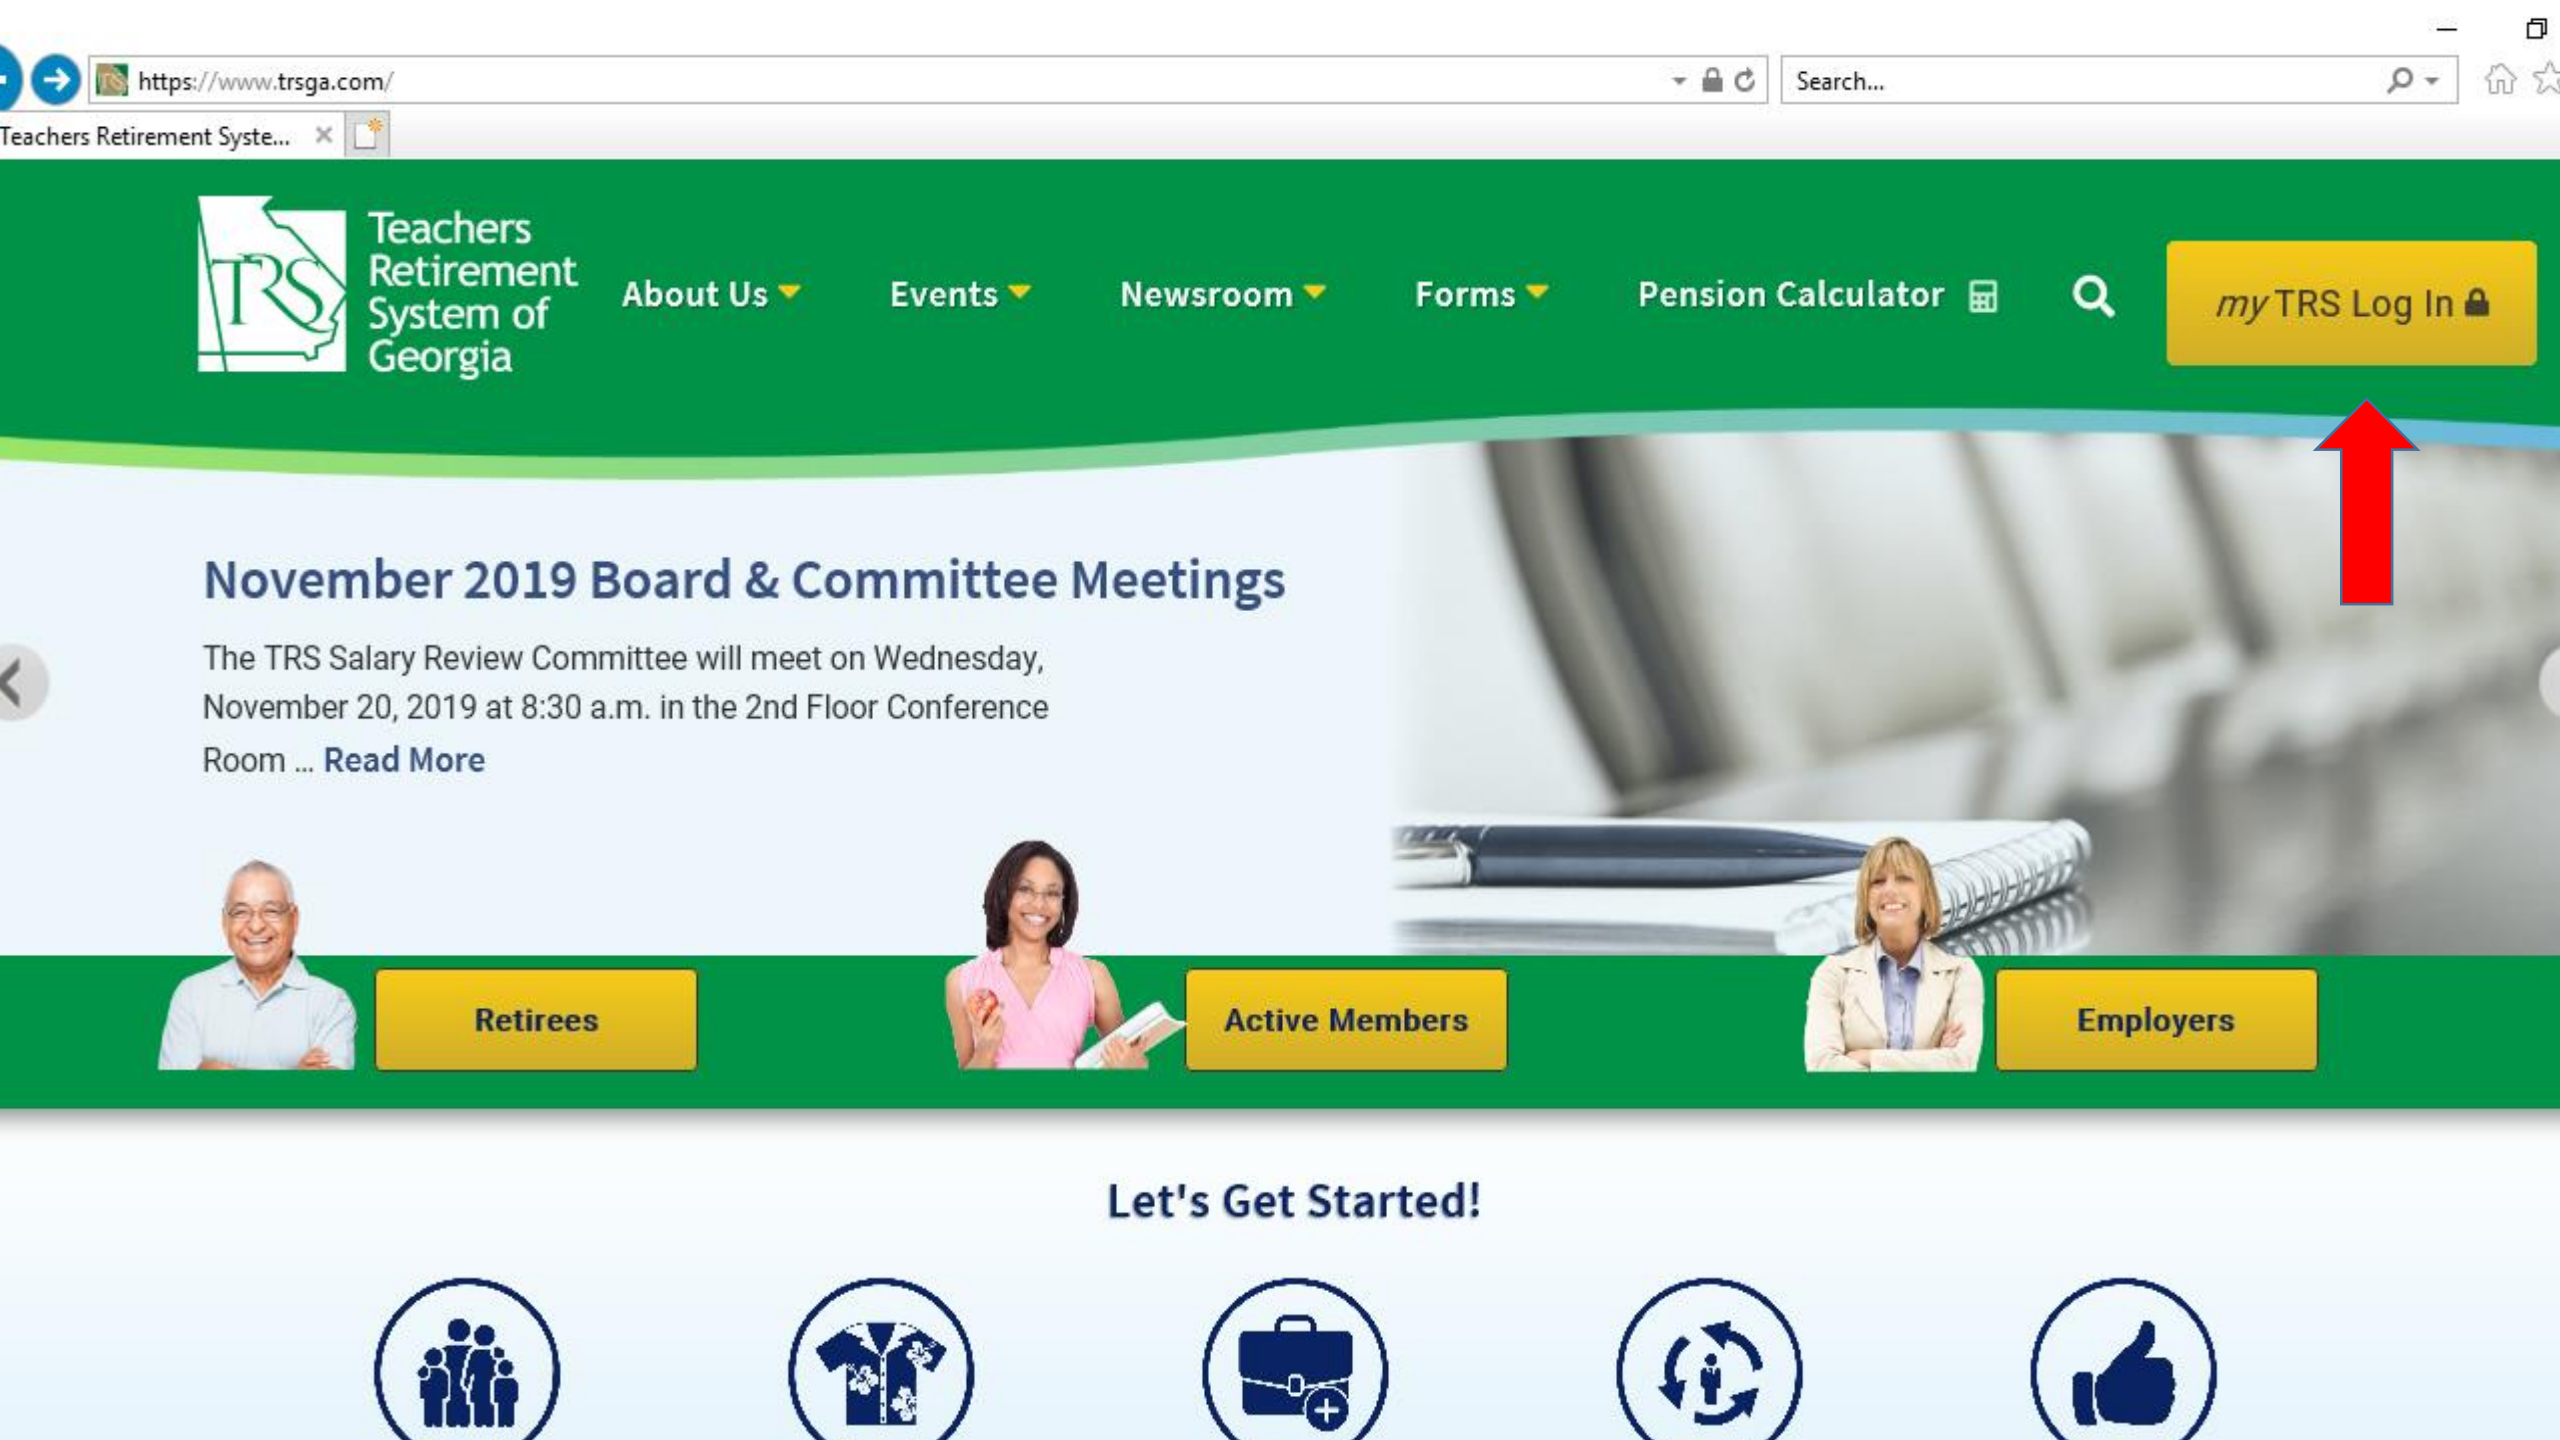 https://www.trsga.com/
Search...
Teachers Retirement Syste...
TRS
Teachers
Retirement
System of
Georgia
About Us
Events
Newsroom
Forms
Pension Calculator
my TRS Log In
November 2019 Board & Committee Meetings
The TRS Salary Review Committee will meet on Wednesday,
November 20, 2019 at 8:30 a.m. in the 2nd Floor Conference
Room ... Read More
Retirees
Active Members
Employers
Let's Get Started!